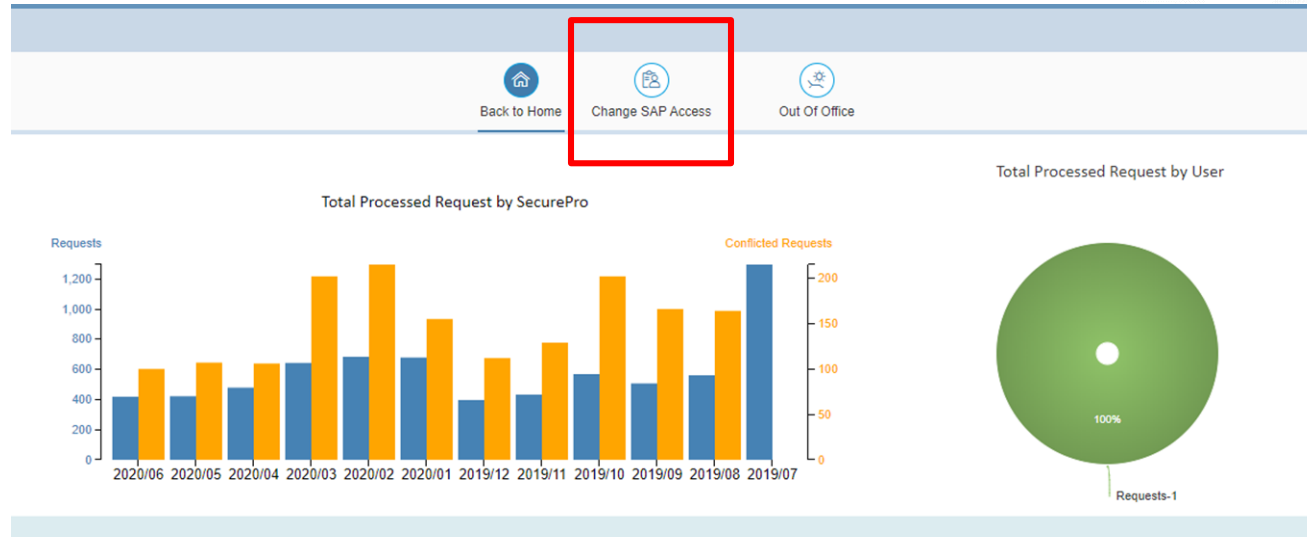 Back to Home
Change SAP Access
Out Of Office
Total Processed Request by User
Total Processed Request by SecurePro
Requests
Conflicted Requests
1,200
1,000
800
600
400
200
0
200
150
100
50
0
2020/06 2020/05 2020/04 2020/03 2020/02 2020/01 2019/12 2019/11 2019/10 2019/09 2019/08 2019/07
100%
Requests-1